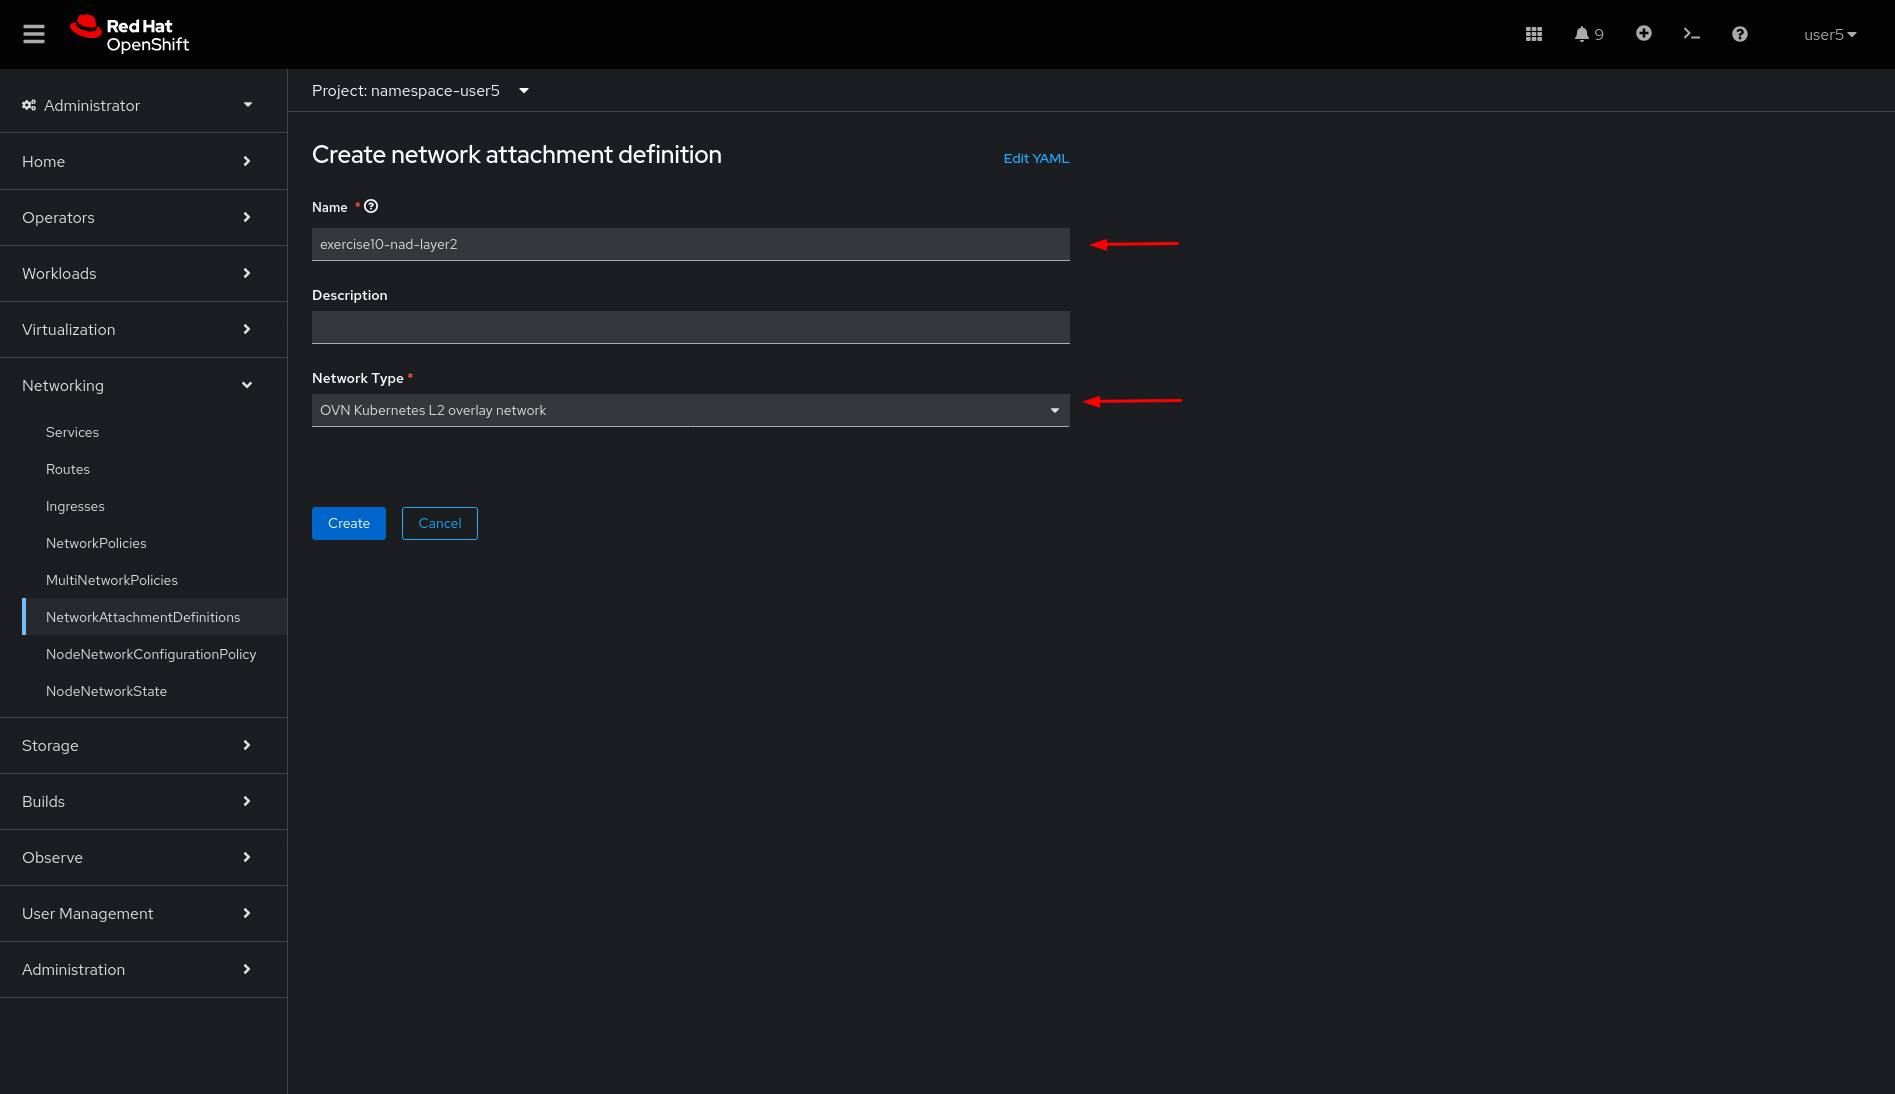 Red Hat
OpenShift
9
user5
Administrator
Home
Operators
Workloads
Virtualization
Networking
Services
Routes
Ingresses
NetworkPolicies
MultiNetworkPolicies
NetworkAttachmentDefinitions
NodeNetworkConfigurationPolicy
NodeNetworkState
Storage
Builds
Observe
User Management
Administration
Project: namespace-user5
Create network attachment definition
Edit YAML
Name *
exercise10-nad-layer2
Description
Network Type *
OVN Kubernetes L2 overlay network
Create
Cancel